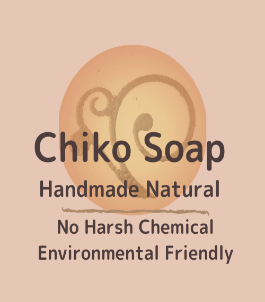 Chiko Soap
Handmade Natural
No Harsh Chemical
Environmental Friendly